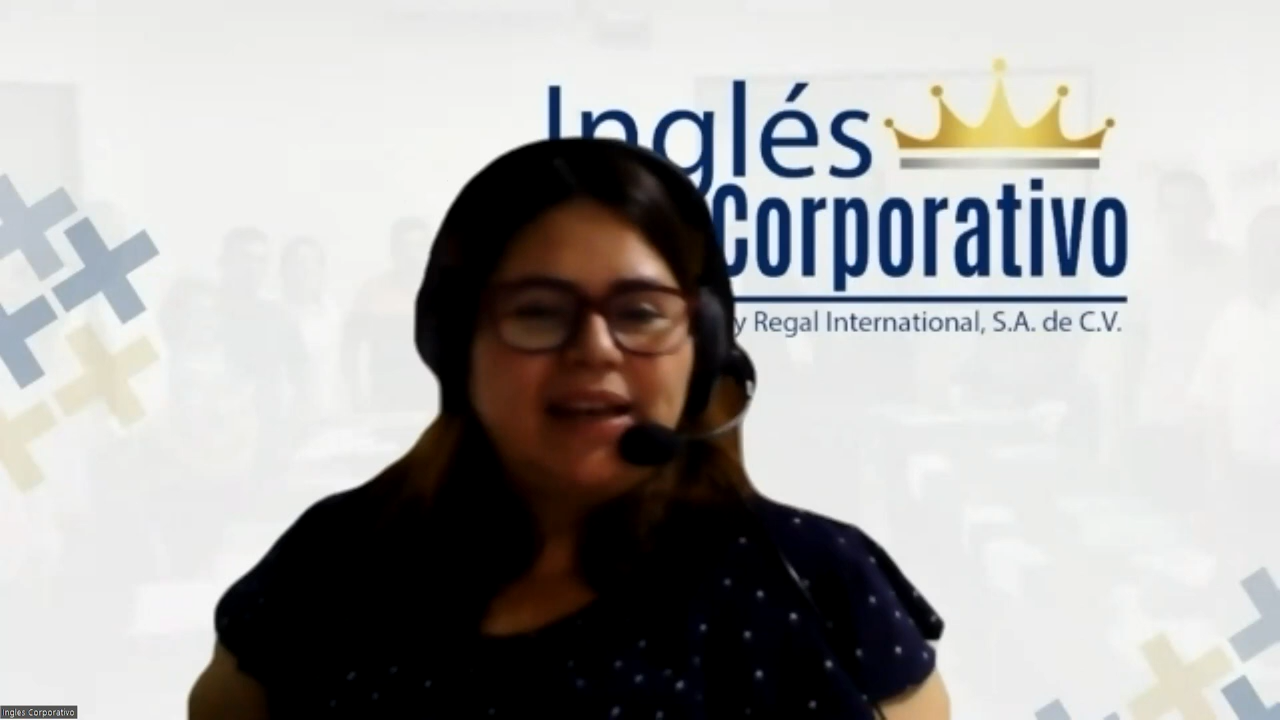 Inglés
Corporativo
y Regal International, S.A. de C.V.
Ingles Corporativo